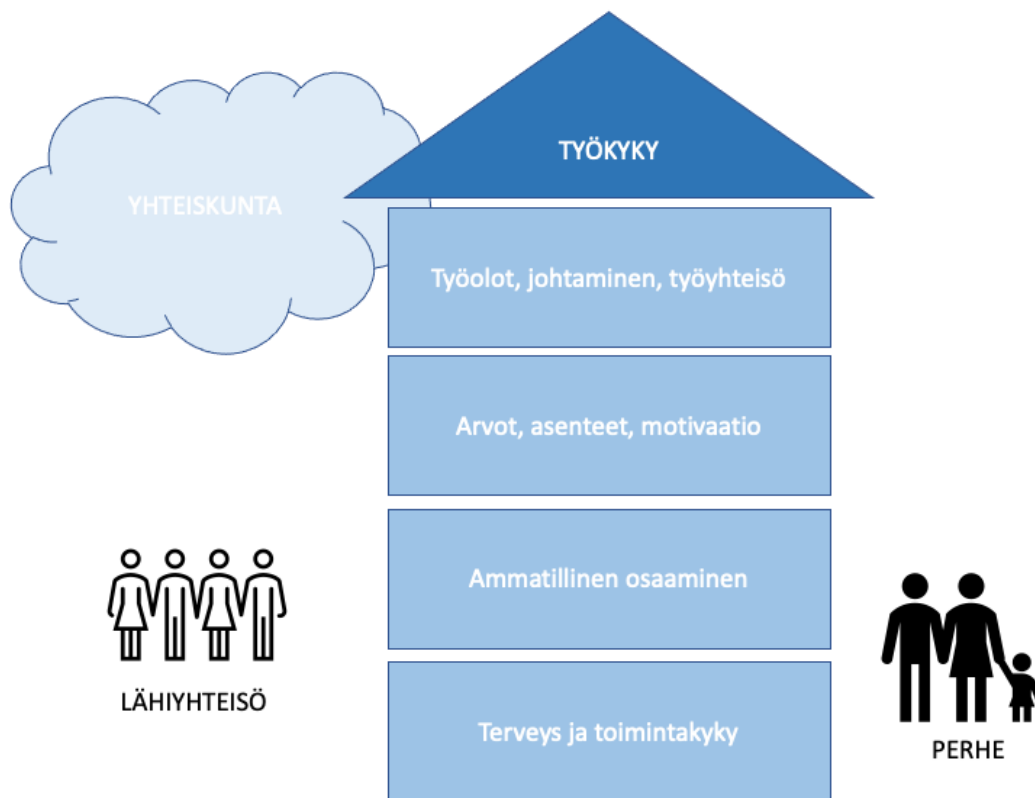 TYÖKYKY
YHTEISKUNTA
Työolot, johtaminen, työyhteisö
Arvot, asenteet, motivaatio
Ammatillinen osaaminen
LÄHIYHTEISÖ
Terveys ja toimintakyky
PERHE